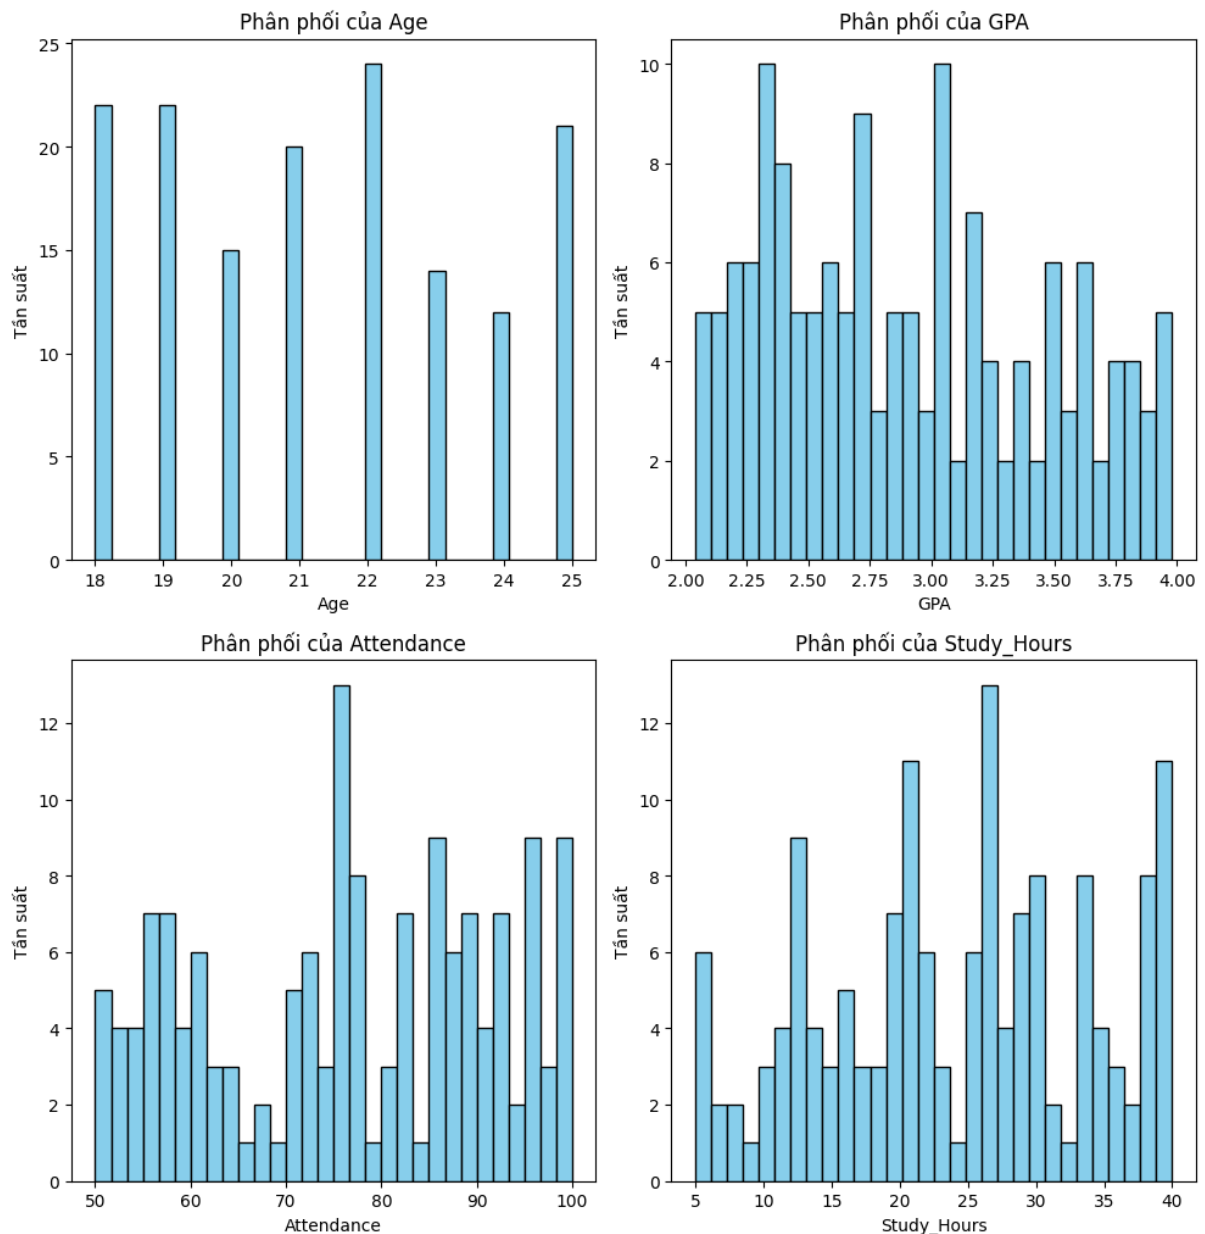 Phân phối của Age
25
20
15
10
5
0
Tần suất
18 19 20 21 22 23 24 25
Age
Phân phối của GPA
10
8
6
4
2
0
Tần suất
2.00 2.25 2.50 2.75 3.00 3.25 3.50 3.75 4.00
GPA
Phân phối của Attendance
12
10
8
6
4
2
0
Tần suất
50 60 70 80 90 100
Attendance
Phân phối của Study_Hours
12
10
8
6
4
2
0
Tần suất
5 10 15 20 25 30 35 40
Study_Hours